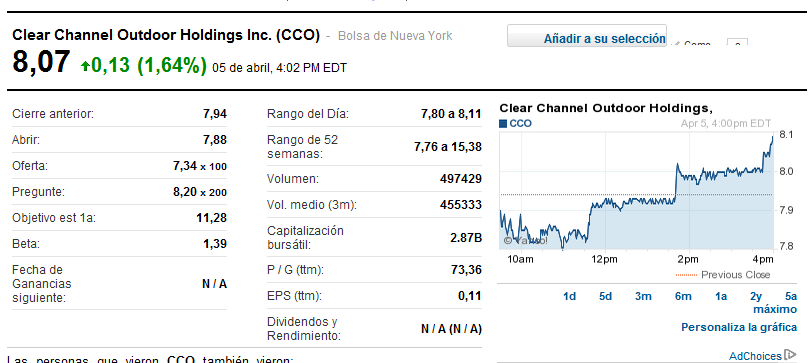 Clear Channel Outdoor Holdings Inc. (CCO) - Bolsa de Nueva York
Añadir a su selección
8,07 0,13 (1,64%) 05 de abril, 4:02 PM EDT
Cierre anterior: 7,94
Abrir: 7,88
Oferta: 7,34 x 100
Pregunte: 8,20 x 200
Objetivo est 1a: 11,28
Beta: 1,39
Fecha de
Ganancias
siguiente: N / A
Rango del Día: 7,80 a 8,11
Rango de 52
semanas: 7,76 a 15,38
Volumen: 497429
Vol. medio (3m): 455333
Capitalización
bursátil: 2.87B
P / G (ttm): 73,36
EPS (ttm): 0,11
Dividendos y
Rendimiento: N / A (N / A)
Clear Channel Outdoor Holdings,
CCO Apr 5, 4:00pm EDT
8.1
8.0
7.9
7.8
© Yahoo!
10am 12pm 2pm 4pm
Previous Close
1d 5d 3m 6m 1a 2y 5a
máximo
Personaliza la gráfica
Las personas que vieron CCO también vieron:
AdChoices